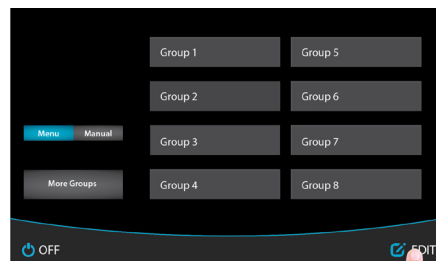 Group 1
Group 5
Group 2
Group 6
Menu
Manual
Group 3
Group 7
More Groups
Group 4
Group 8
OFF
EDIT